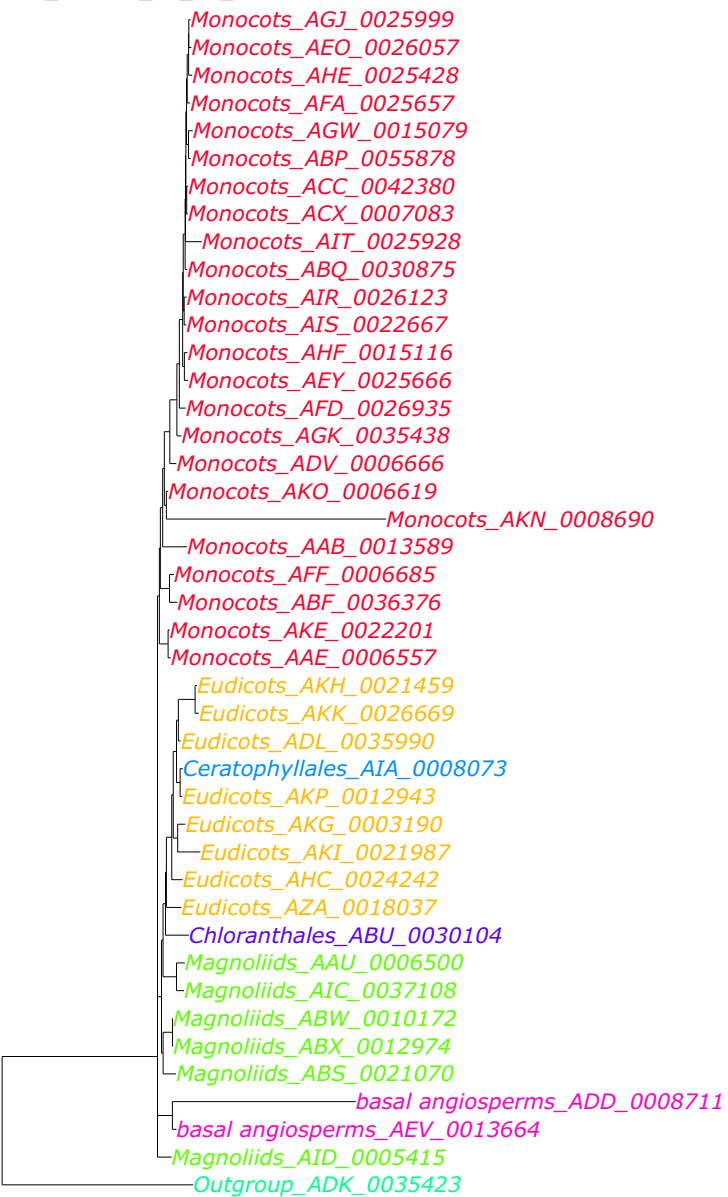 Monocots_AGJ_0025999
Monocots_AEO_0026057
Monocots_AHE_0025428
Monocots_AFA_0025657
Monocots_AGW_0015079
Monocots_ABP_0055878
Monocots_ACC_0042380
Monocots_ACX_0007083
Monocots_AIT_0025928
Monocots_ABQ_0030875
Monocots_AIR_0026123
Monocots_AIS_0022667
Monocots_AHF_0015116
Monocots_AEY_0025666
Monocots_AFD_0026935
Monocots_AGK_0035438
Monocots_ADV_0006666
Monocots_AKO_0006619
Monocots_AKN_0008690
Monocots_AAB_0013589
Monocots_AFF_0006685
Monocots_ABF_0036376
Monocots_AKE_0022201
Monocots_AAE_0006557
Eudicots_AKH_0021459
Eudicots_AKK_0026669
Eudicots_ADL_0035990
Ceratophyllales_AIA_0008073
Eudicots_AKP_0012943
Eudicots_AKG_0003190
Eudicots_AKI_0021987
Eudicots_AHC_0024242
Eudicots_AZA_0018037
Chloranthales_ABU_0030104
Magnoliids_AAU_0006500
Magnoliids_AIC_0037108
Magnoliids_ABW_0010172
Magnoliids_ABX_0012974
Magnoliids_ABS_0021070
basal angiosperms_ADD_0008711
basal angiosperms_AEV_0013664
Magnoliids_AID_0005415
Outgroup_ADK_0035423